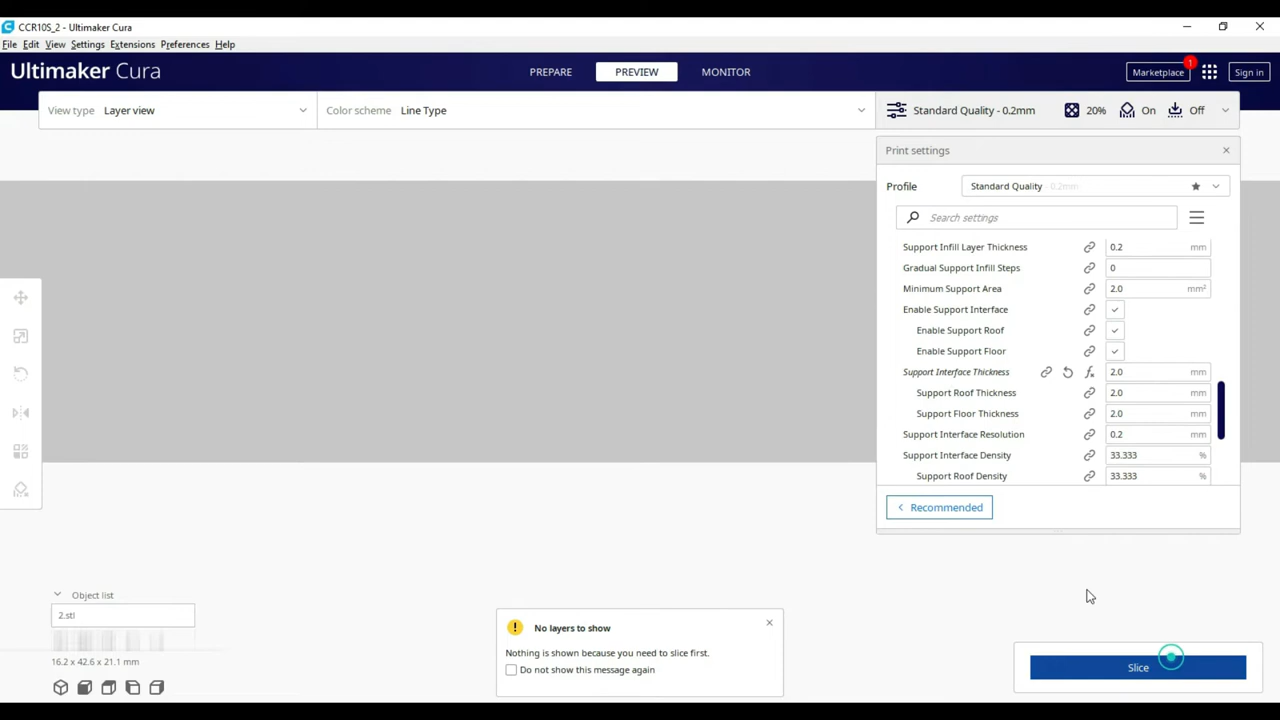 CCR10S_2 - Ultimaker Cura
File Edit View Settings Extensions Preferences Help
Ultimaker Cura
PREPARE
PREVIEW
MONITOR
Marketplace
1
Sign in
View type Layer view
Color scheme Line Type
Standard Quality - 0.2mm
20%
On
Off
Print settings
Profile
Standard Quality 0.2mm
Search settings
Support Infill Layer Thickness 0.2 mm
Gradual Support Infill Steps 0
Minimum Support Area 2.0 mm²
Enable Support Interface
Enable Support Roof
Enable Support Floor
Support Interface Thickness 2.0 mm
Support Roof Thickness 2.0 mm
Support Floor Thickness 2.0 mm
Support Interface Resolution 0.2 mm
Support Interface Density 33.333 %
Support Roof Density 33.333 %
Recommended
Object list
2.stl
16.2 x 42.6 x 21.1 mm
No layers to show
Nothing is shown because you need to slice first.
Do not show this message again
Slice